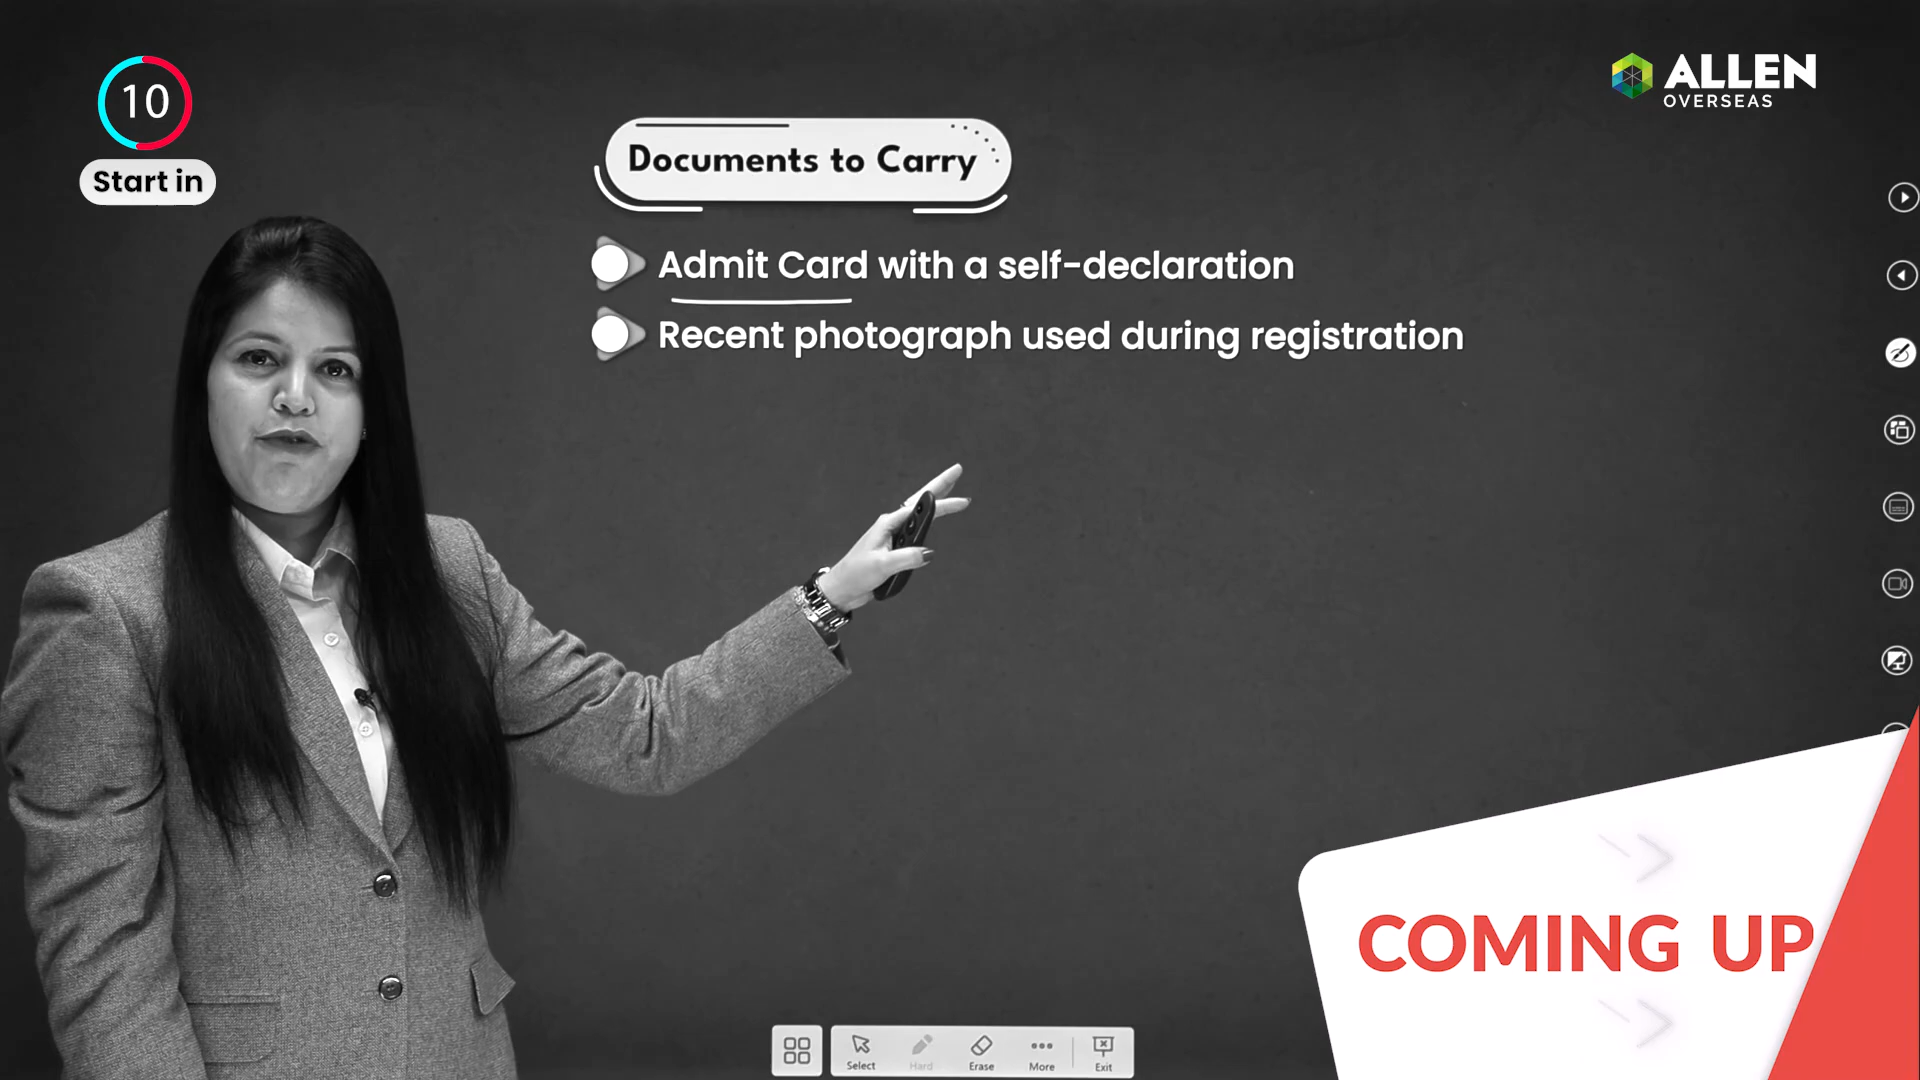 10
Start in
ALLEN
OVERSEAS
Documents to Carry
Admit Card with a self-declaration
Recent photograph used during registration
COMING UP
Select
Hard
Erase
More
Exit